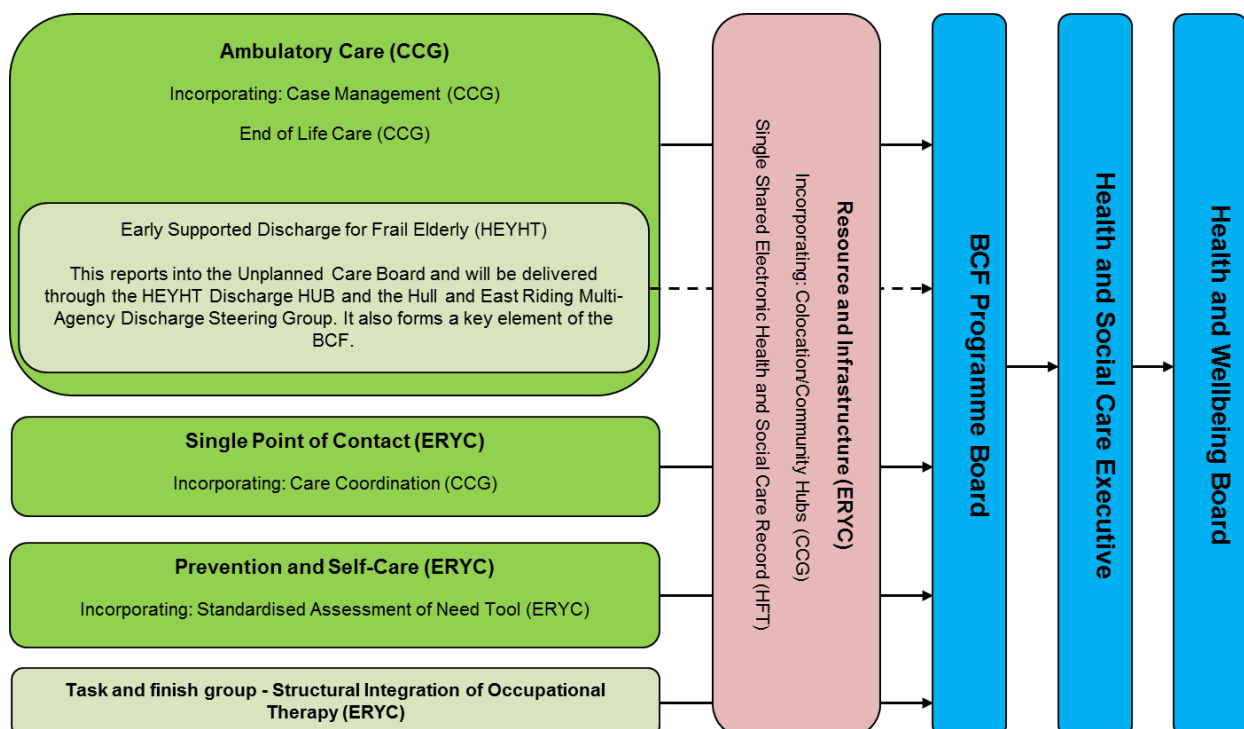 Ambulatory Care (CCG)
Incorporating: Case Management (CCG)
End of Life Care (CCG)
Early Supported Discharge for Frail Elderly (HEYHT)
This reports into the Unplanned Care Board and will be delivered
through the HEYHT Discharge HUB and the Hull and East Riding Multi-
Agency Discharge Steering Group. It also forms a key element of the
BCF.
Single Point of Contact (ERYC)
Incorporating: Care Coordination (CCG)
Prevention and Self-Care (ERYC)
Incorporating: Standardised Assessment of Need Tool (ERYC)
Task and finish group - Structural Integration of Occupational
Therapy (ERYC)
Resource and Infrastructure (ERYC)
Incorporating: Colocation/Community Hubs (CCG)
Single Shared Electronic Health and Social Care Record (HFT)
BCF Programme Board
Health and Social Care Executive
Health and Wellbeing Board